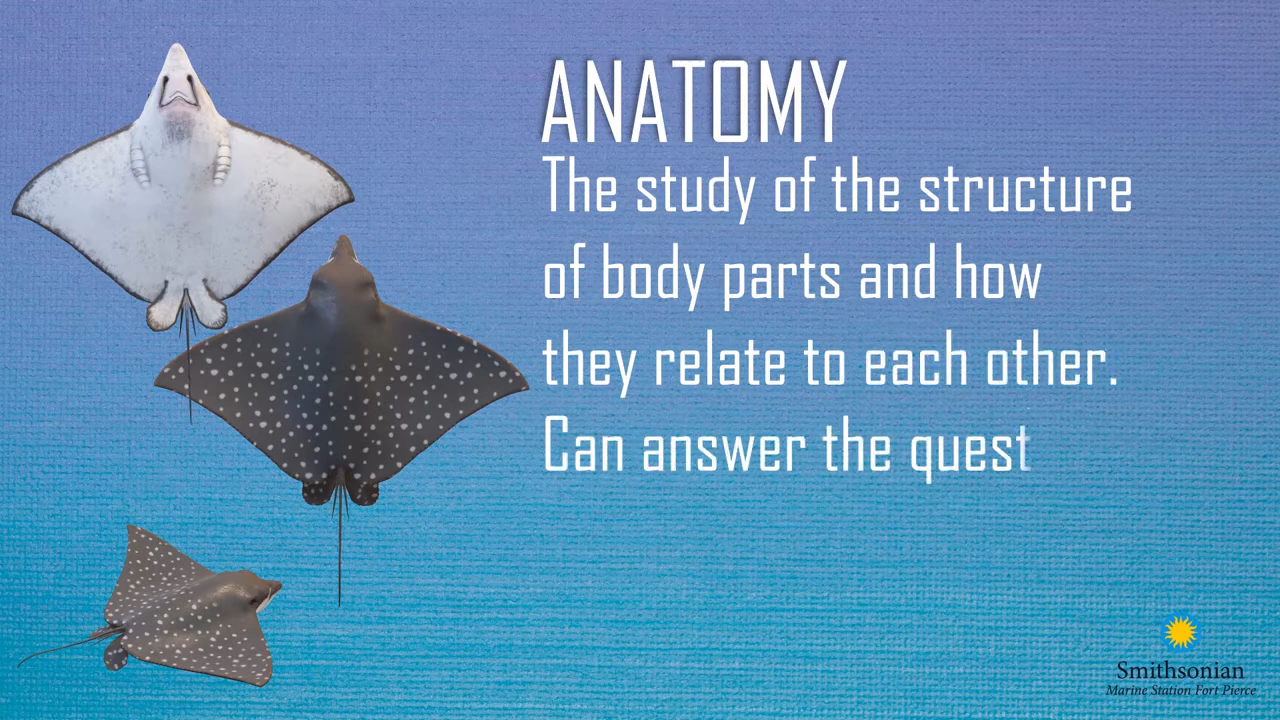 ANATOMY
The study of the structure
of body parts and how
they relate to each other.
Can answer the quest
Smithsonian
Marine Station Fort Pierce